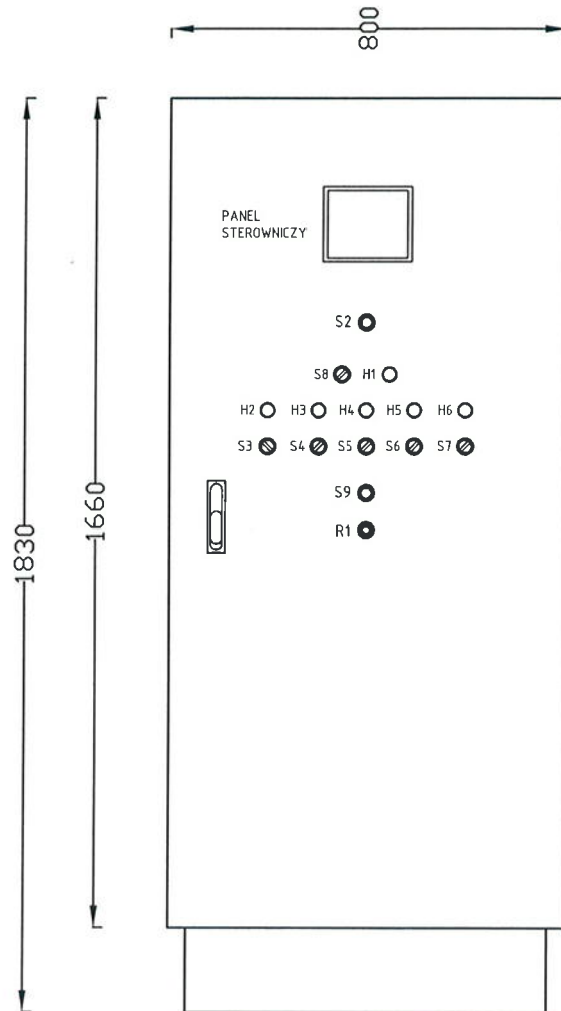 800
PANEL
STEROWNICZY
S2
S8 H1
H2 H3 H4 H5 H6
S3 S4 S5 S6 S7
S9
R1
1660
1830